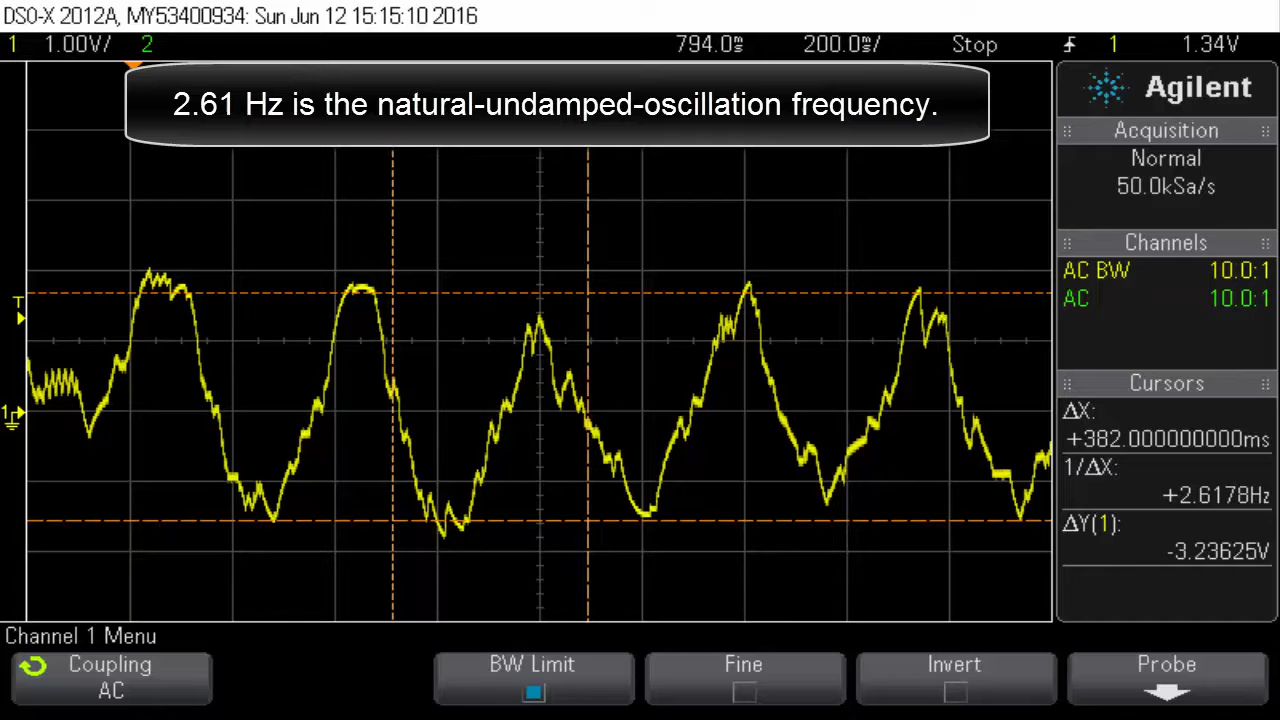 DSO-X 2012A, MY53400934: Sun Jun 12 15:15:10 2016
1 1.00V/ 2 794.0ms 200.0ms/ Stop 1 1.34V
2.61 Hz is the natural-undamped-oscillation frequency.
Agilent
Acquisition
Normal
50.0kSa/s
Channels
AC BW 10.0:1
AC 10.0:1
T
1
Cursors
ΔX:
+382.000000000ms
1/ΔX:
+2.6178Hz
ΔY(1):
-3.23625V
Channel 1 Menu
Coupling
AC
BW Limit
Fine
Invert
Probe